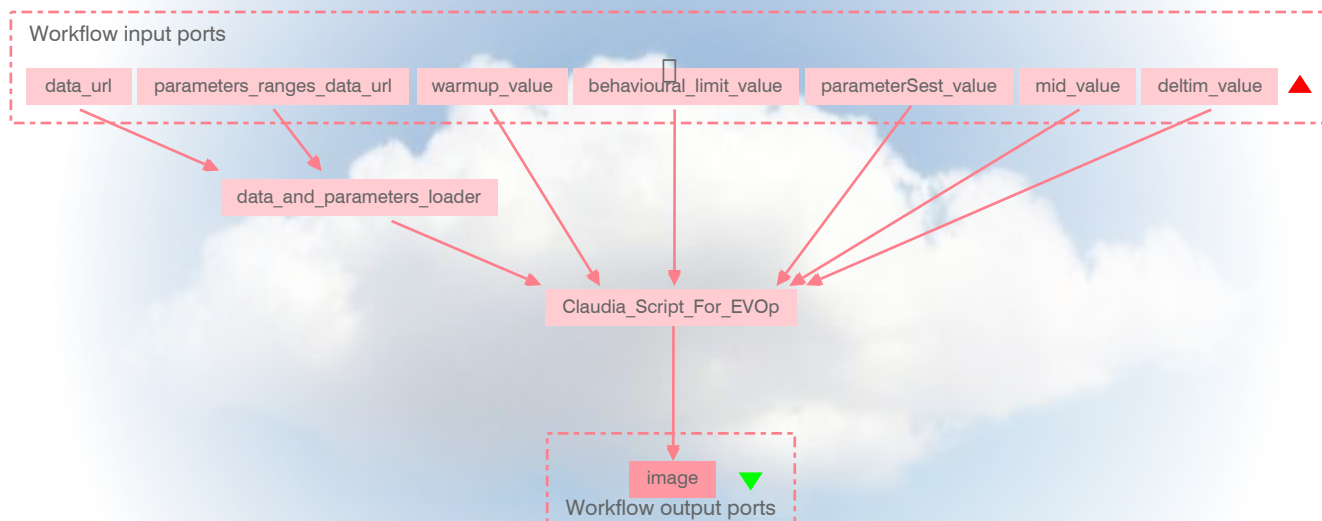 Workflow input ports
data_url parameters_ranges_data_url warmup_value behavioural_limit_value parameterSest_value mid_value deltim_value
data_and_parameters_loader
Claudia_Script_For_EVOp
image
Workflow output ports